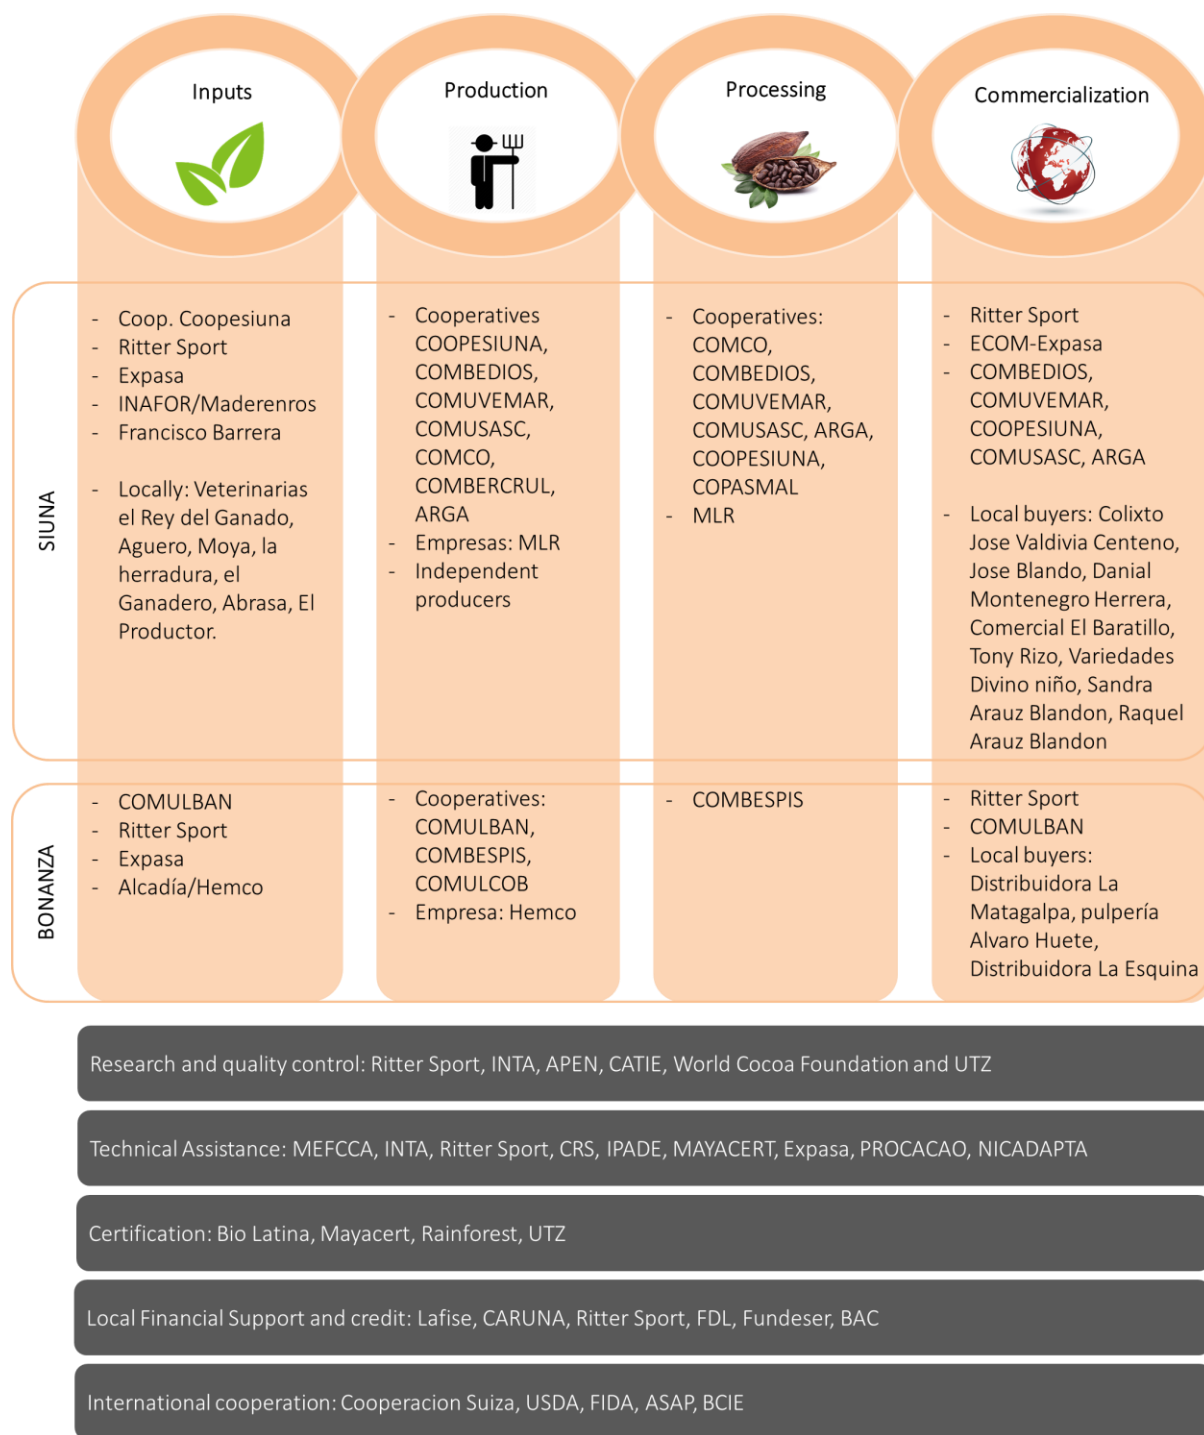 Inputs
Production
Processing
Commercialization
SIUNA
- Coop. Coopesiuna
- Ritter Sport
- Expasa
- INAFOR/Maderenros
- Francisco Barrera
- Locally: Veterinarias
el Rey del Ganado,
Aguero, Moya, la
herradura, el
Ganadero, Abrasa, El
Productor.
- Cooperatives
COOPESIUNA,
COMBEDIOS,
COMUVEMAR,
COMUSASC,
COMCO,
COMBERCRUL,
ARGA
- Empresas: MLR
- Independent
producers
- Cooperatives:
COMCO,
COMBEDIOS,
COMUVEMAR,
COMUSASC, ARGA,
COOPESIUNA,
COPASMAL
- MLR
- Ritter Sport
- ECOM-Expasa
- COMBEDIOS,
COMUVEMAR,
COOPESIUNA,
COMUSASC, ARGA
- Local buyers: Colixto
Jose Valdivia Centeno,
Jose Blando, Danial
Montenegro Herrera,
Comercial El Baratillo,
Tony Rizo, Variedades
Divino niño, Sandra
Arauz Blandon, Raquel
Arauz Blandon
BONANZA
- COMULBAN
- Ritter Sport
- Expasa
- Alcadía/Hemco
- Cooperatives:
COMULBAN,
COMBESPIS,
COMULCOB
- Empresa: Hemco
- COMBESPIS
- Ritter Sport
- COMULBAN
- Local buyers:
Distribuidora La
Matagalpa, pulpería
Alvaro Huete,
Distribuidora La Esquina
Research and quality control: Ritter Sport, INTA, APEN, CATIE, World Cocoa Foundation and UTZ
Technical Assistance: MEFCCA, INTA, Ritter Sport, CRS, IPADE, MAYACERT, Expasa, PROCACAO, NICADAPTA
Certification: Bio Latina, Mayacert, Rainforest, UTZ
Local Financial Support and credit: Lafise, CARUNA, Ritter Sport, FDL, Fundeser, BAC
International cooperation: Cooperacion Suiza, USDA, FIDA, ASAP, BCIE